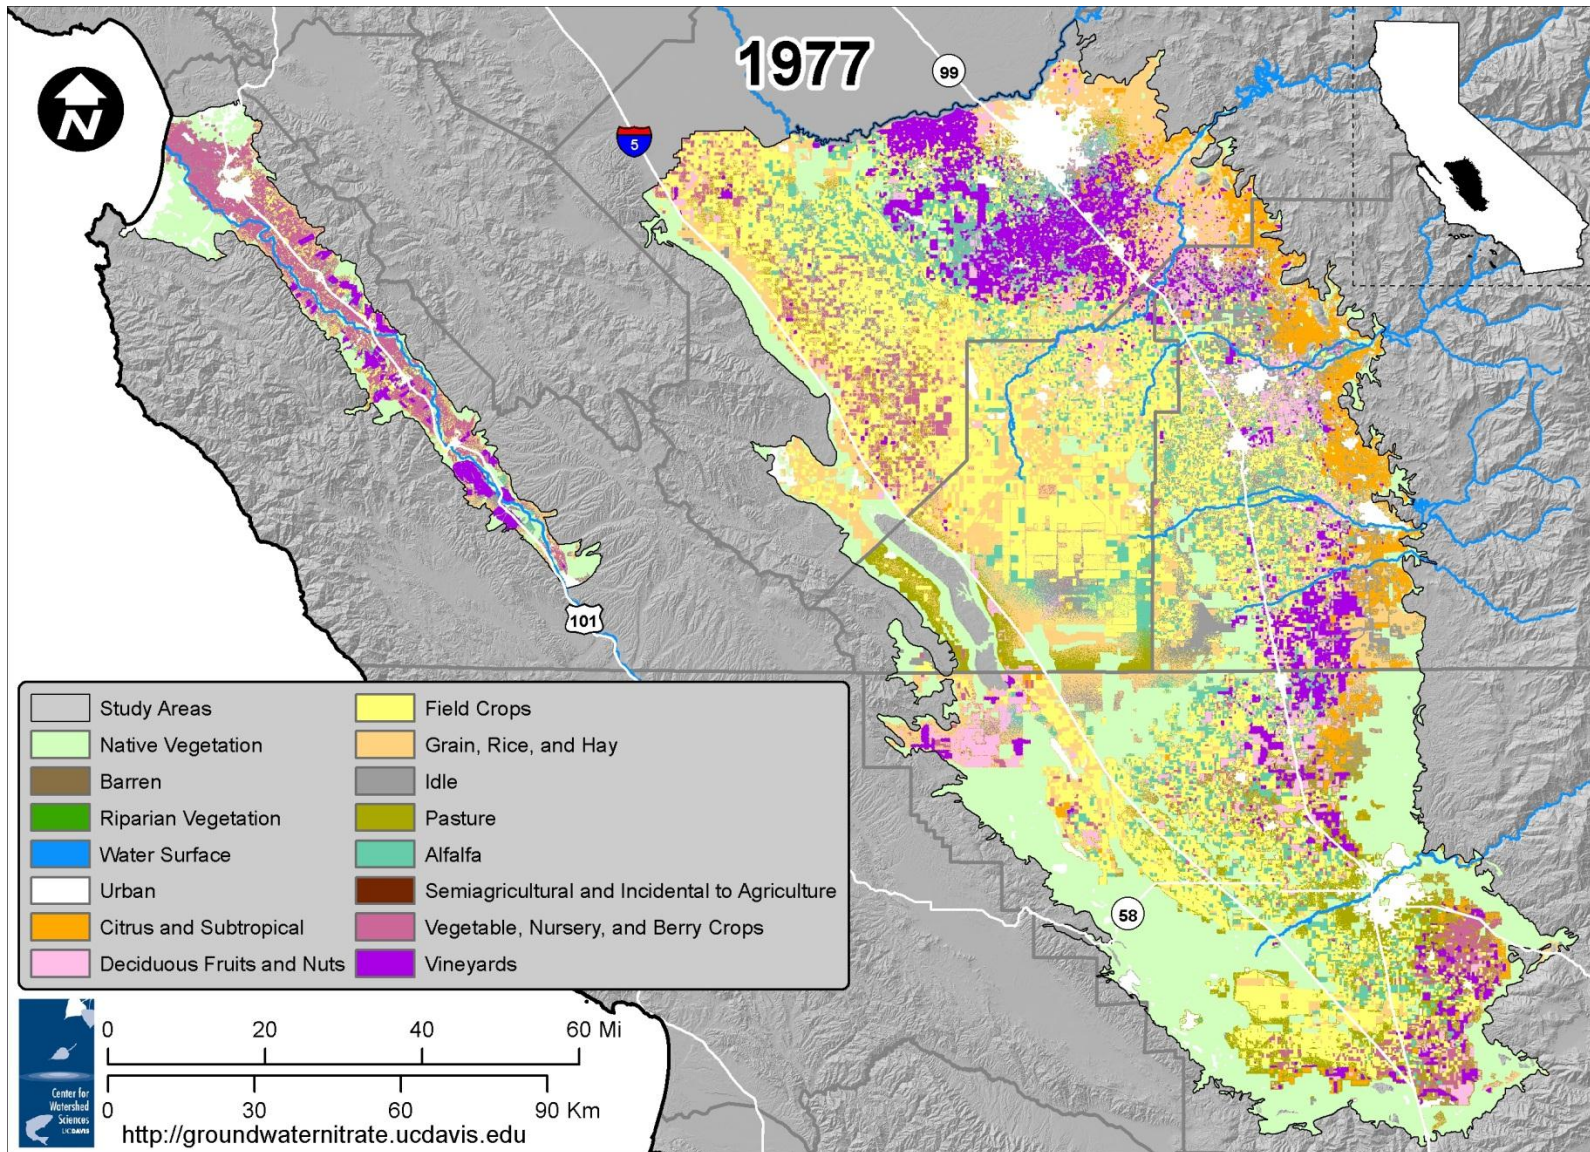 1977
99
N
5
101
Study Areas
Native Vegetation
Barren
Riparian Vegetation
Water Surface
Urban
Citrus and Subtropical
Deciduous Fruits and Nuts
Field Crops
Grain, Rice, and Hay
Idle
Pasture
Alfalfa
Semiagricultural and Incidental to Agriculture
Vegetable, Nursery, and Berry Crops
Vineyards
58
Center for
Watershed
Sciences
UC DAVIS
0 20 40 60 Mi
0 30 60 90 Km
http://groundwaternitrate.ucdavis.edu